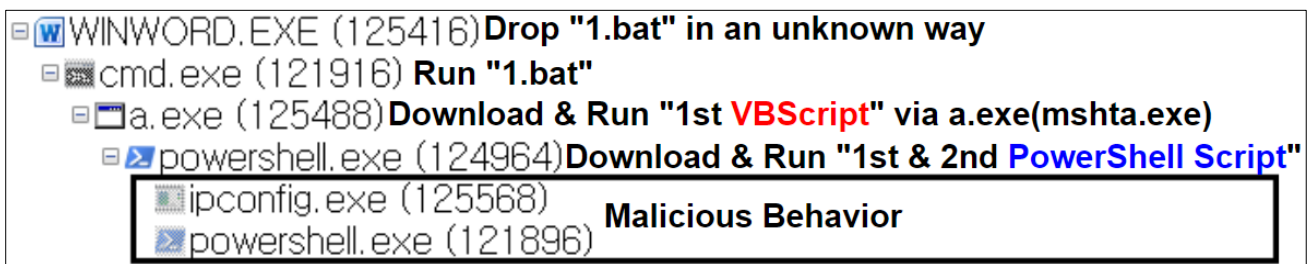 WINWORD.EXE (125416) Drop "1.bat" in an unknown way
cmd.exe (121916) Run "1.bat"
a.exe (125488) Download & Run "1st VBScript" via a.exe(mshta.exe)
powershell.exe (124964) Download & Run "1st & 2nd PowerShell Script"
ipconfig.exe (125568)
Malicious Behavior
powershell.exe (121896)